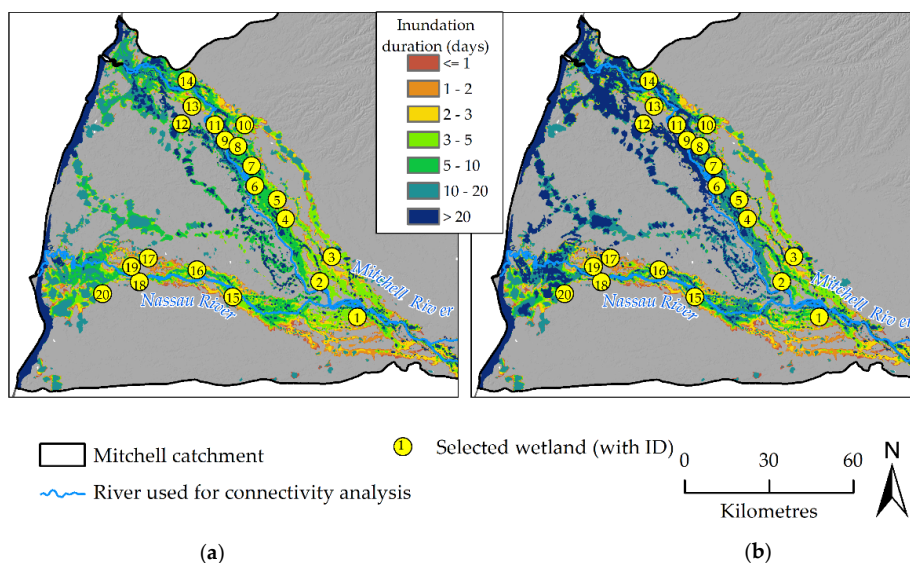 Inundation
duration (days)
<= 1
1 - 2
2 - 3
3 - 5
5 - 10
10 - 20
> 20
14
13
12
11
10
9
8
7
6
5
4
3
2
1
15
16
17
18
19
20
Mitchell Riv er
Nassau River
14
13
12
11
10
9
8
7
6
5
4
3
2
1
15
16
17
18
19
20
Mitchell Riv er
Nassau River
Mitchell catchment
River used for connectivity analysis
1 Selected wetland (with ID)
0 30 60
Kilometres
N
(a)
(b)